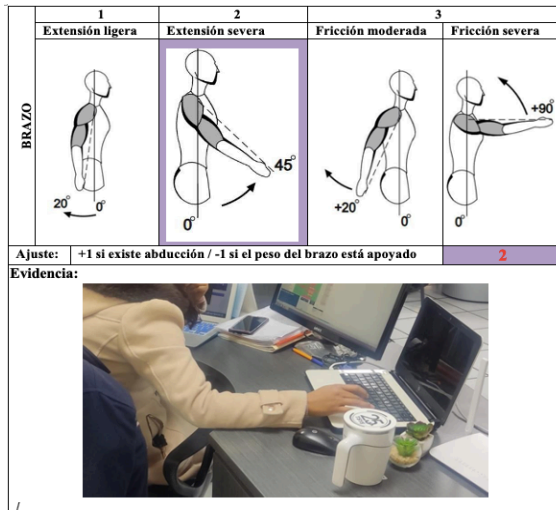 1 2 3
Extensión ligera Extensión severa Fricción moderada Fricción severa
BRAZO
20° 0°
45°
0°
+20° 0°
+90°
0°
Ajuste: +1 si existe abducción / -1 si el peso del brazo está apoyado 2
Evidencia:
/